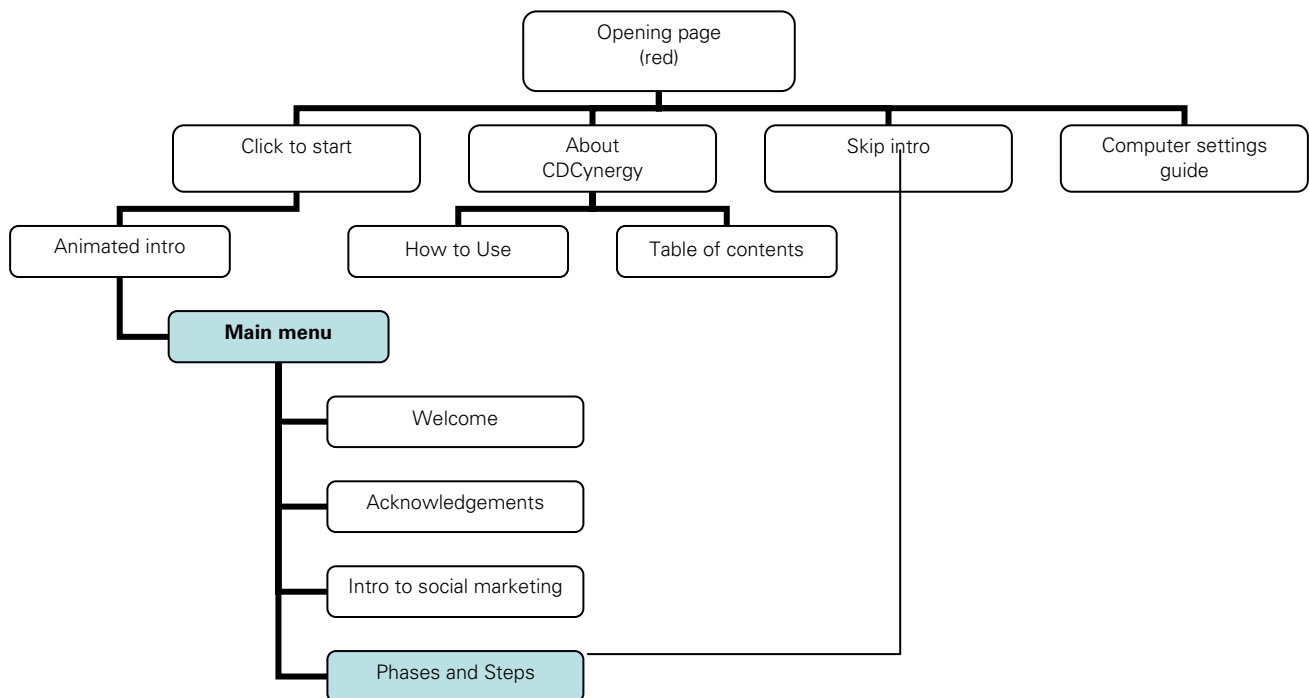 Opening page
(red)
Click to start
About
CDCynergy
Skip intro
Computer settings
guide
Animated intro
How to Use
Table of contents
Main menu
Welcome
Acknowledgements
Intro to social marketing
Phases and Steps